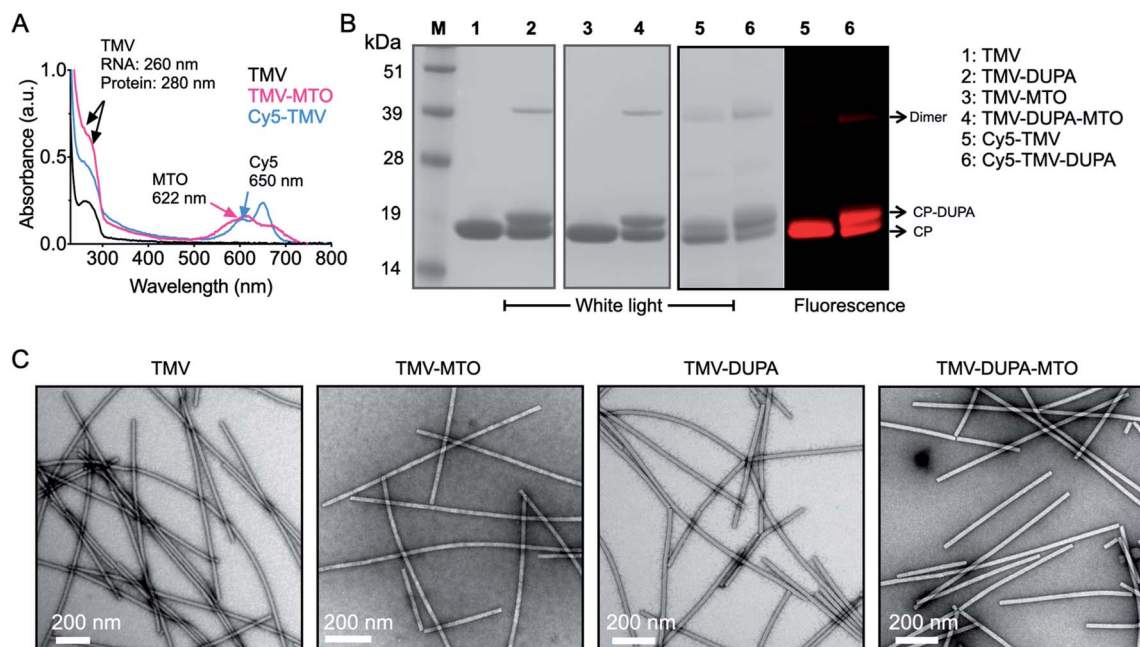 A
TMV
RNA: 260 nm
Protein: 280 nm
TMV
TMV-MTO
Cy5-TMV
MTO
622 nm
Cy5
650 nm
1.0
0.5
0.0
Absorbance (a.u.)
300 400 500 600 700 800
Wavelength (nm)
B
kDa
M 1 2 3 4 5 6 5 6
51
39
28
19
14
Dimer
CP-DUPA
CP
White light
Fluorescence
1: TMV
2: TMV-DUPA
3: TMV-MTO
4: TMV-DUPA-MTO
5: Cy5-TMV
6: Cy5-TMV-DUPA
C
TMV
TMV-MTO
TMV-DUPA
TMV-DUPA-MTO
200 nm
200 nm
200 nm
200 nm